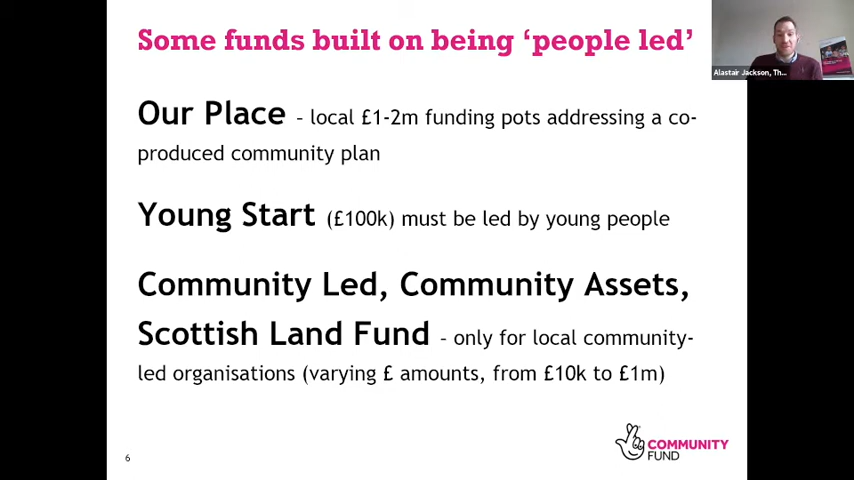 Some funds built on being ‘people led’
Alastair Jackson, Th...
Our Place – local £1-2m funding pots addressing a co-
produced community plan
Young Start (£100k) must be led by young people
Community Led, Community Assets,
Scottish Land Fund – only for local community-
led organisations (varying £ amounts, from £10k to £1m)
COMMUNITY
FUND
6